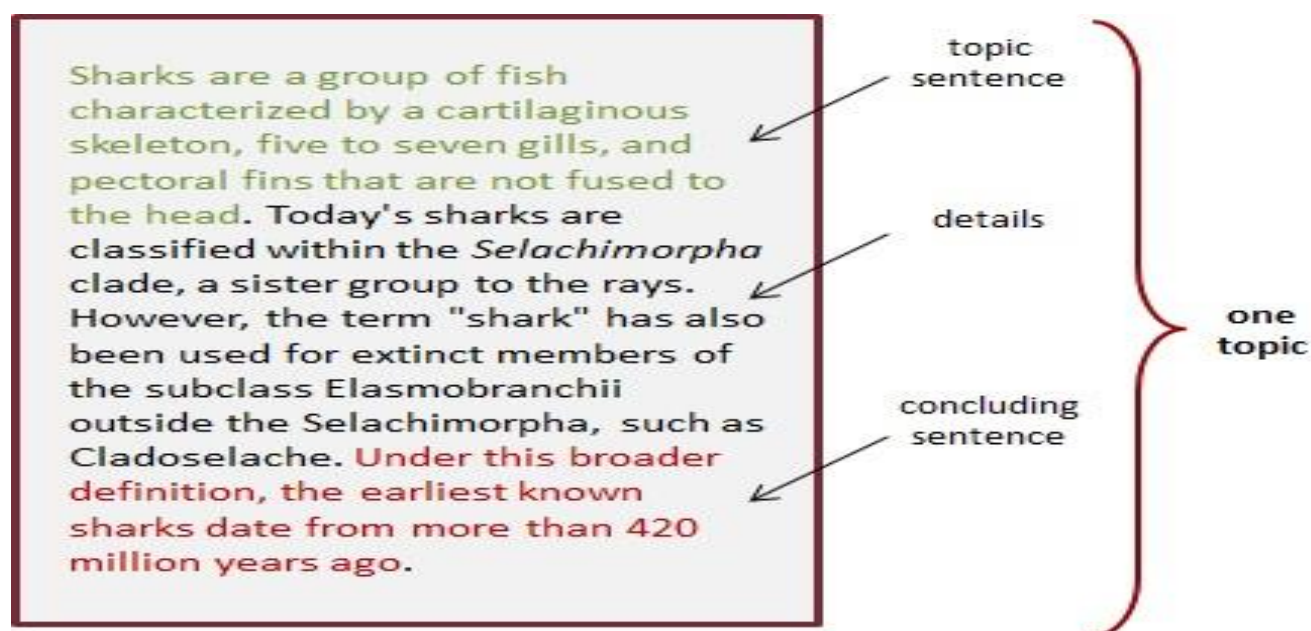 Sharks are a group of fish
characterized by a cartilaginous
skeleton, five to seven gills, and
pectoral fins that are not fused to
the head. Today's sharks are
classified within the Selachimorpha
clade, a sister group to the rays.
However, the term "shark" has also
been used for extinct members of
the subclass Elasmobranchii
outside the Selachimorpha, such as
Cladoselache. Under this broader
definition, the earliest known
sharks date from more than 420
million years ago.
topic
sentence
details
concluding
sentence
one
topic